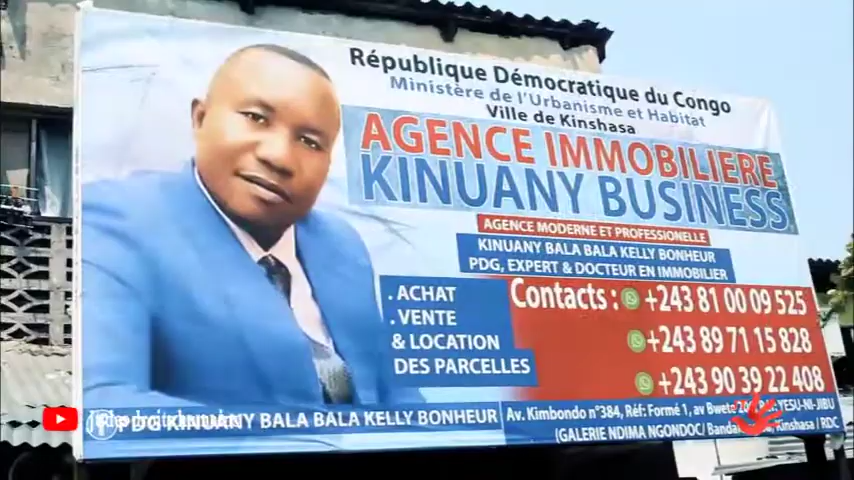 République Démocratique du Congo
Ministère de l'Urbanisme et Habitat
Ville de Kinshasa
AGENCE IMMOBILIERE
KINUANY BUSINESS
AGENCE MODERNE ET PROFESSIONNELLE
KINUANY BALA BALA KELLY BONHEUR
PDG, EXPERT & DOCTEUR EN IMMOBILIER
. ACHAT
. VENTE
& LOCATION
DES PARCELLES
Contacts : +243 81 00 09 525
+243 89 771 15 828
+243 90 39 22 408
PDG KINUANY BALA BALA KELLY BONHEUR
Av. Kimbondo n°384, Réf: Formé 1, av Bweto
(GALERIE NDIMA NGONDOC)/ Kinshasa / RDC